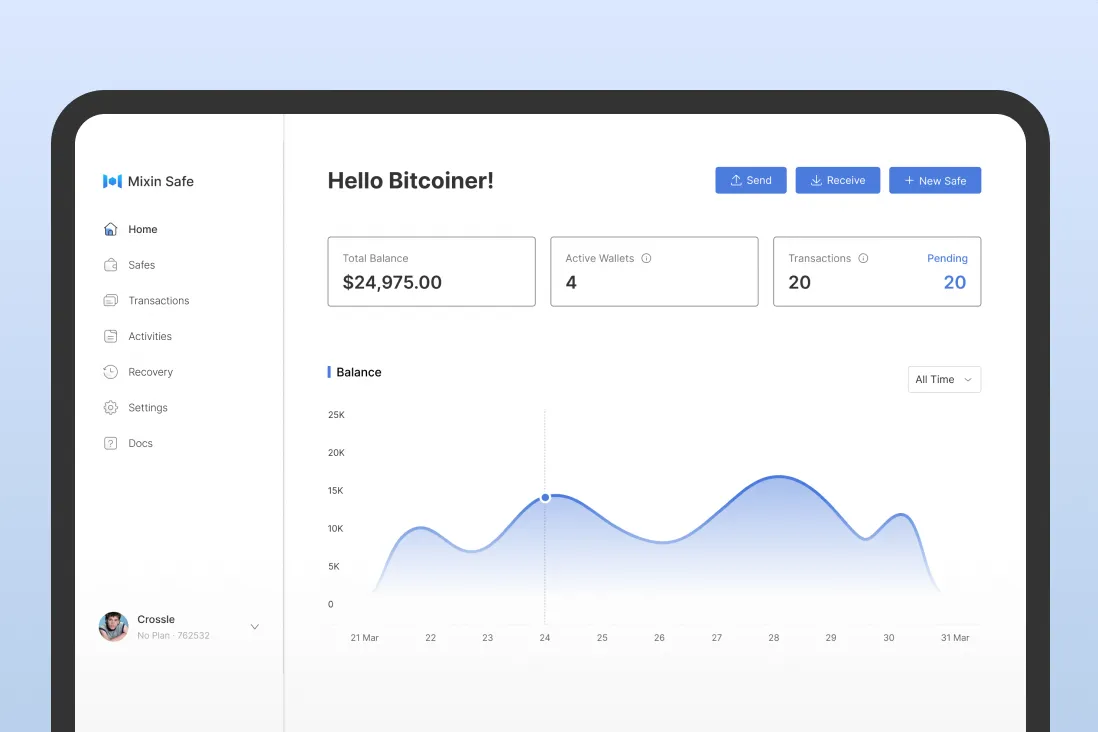 Mixin Safe
Home
Safes
Transactions
Activities
Recovery
Settings
Docs
Crossle
No Plan · 762532
Hello Bitcoiner!
Send
Receive
+ New Safe
Total Balance
$24,975.00
Active Wallets
4
Transactions
Pending
20
20
Balance
All Time
25K
20K
15K
10K
5K
0
21 Mar
22
23
24
25
26
27
28
29
30
31 Mar